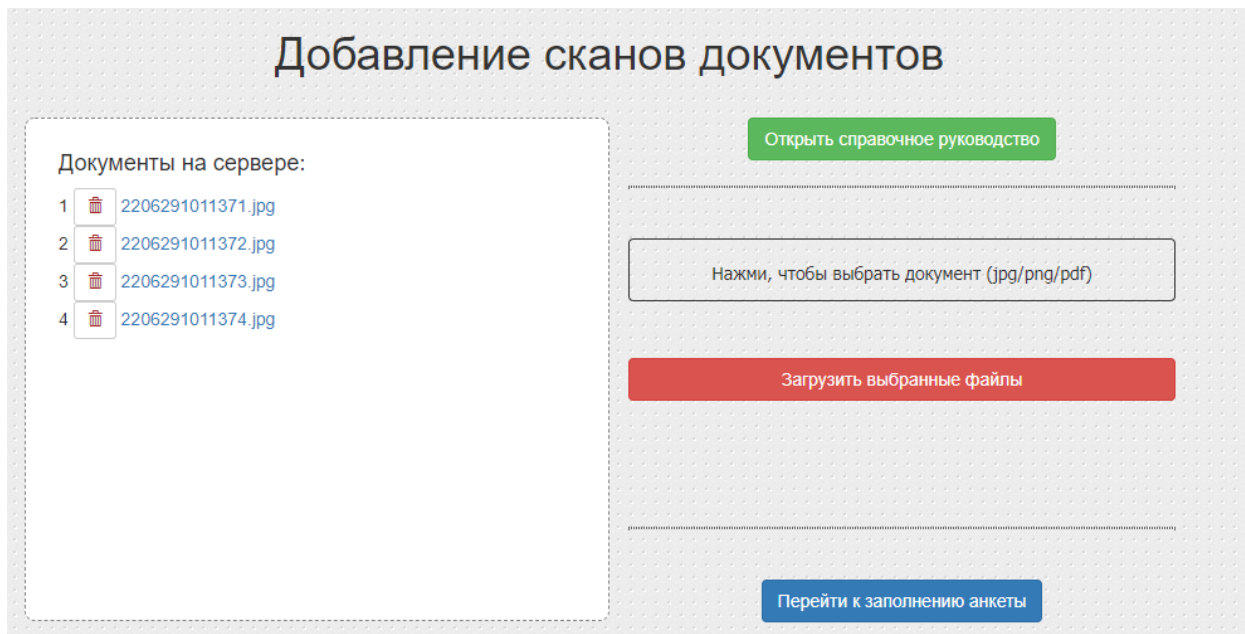 Добавление сканов документов
Документы на сервере:
1 2206291011371.jpg
2 2206291011372.jpg
3 2206291011373.jpg
4 2206291011374.jpg
Открыть справочное руководство
Нажми, чтобы выбрать документ (jpg/png/pdf)
Загрузить выбранные файлы
Перейти к заполнению анкеты